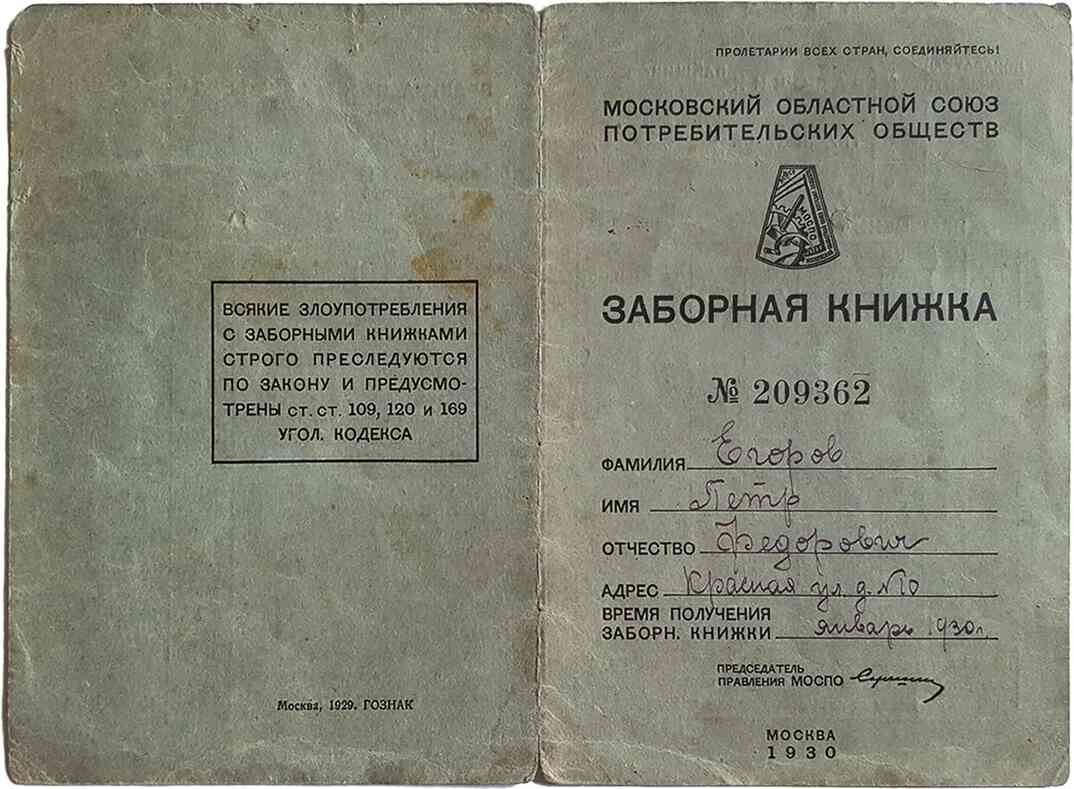 ВСЯКИЕ ЗЛОУПОТРЕБЛЕНИЯ
С ЗАБОРНЫМИ КНИЖКАМИ
СТРОГО ПРЕСЛЕДУЮТСЯ
ПО ЗАКОНУ И ПРЕДУСМО-
ТРЕНЫ ст. ст. 109, 120 и 169
УГОЛ. КОДЕКСА
Москва, 1929. ГОЗНАК
ПРОЛЕТАРИИ ВСЕХ СТРАН, СОЕДИНЯЙТЕСЬ!
МОСКОВСКИЙ ОБЛАСТНОЙ СОЮЗ
ПОТРЕБИТЕЛЬСКИХ ОБЩЕСТВ
МОСПО
ЗАБОРНАЯ КНИЖКА
№ 209362
ФАМИЛИЯ Егоров
ИМЯ Петр
ОТЧЕСТВО Федорович
АДРЕС Красная ул. д. №10
ВРЕМЯ ПОЛУЧЕНИЯ
ЗАБОРН. КНИЖКИ январь 1930 г.
ПРЕДСЕДАТЕЛЬ
ПРАВЛЕНИЯ МОСПО
МОСКВА
1930